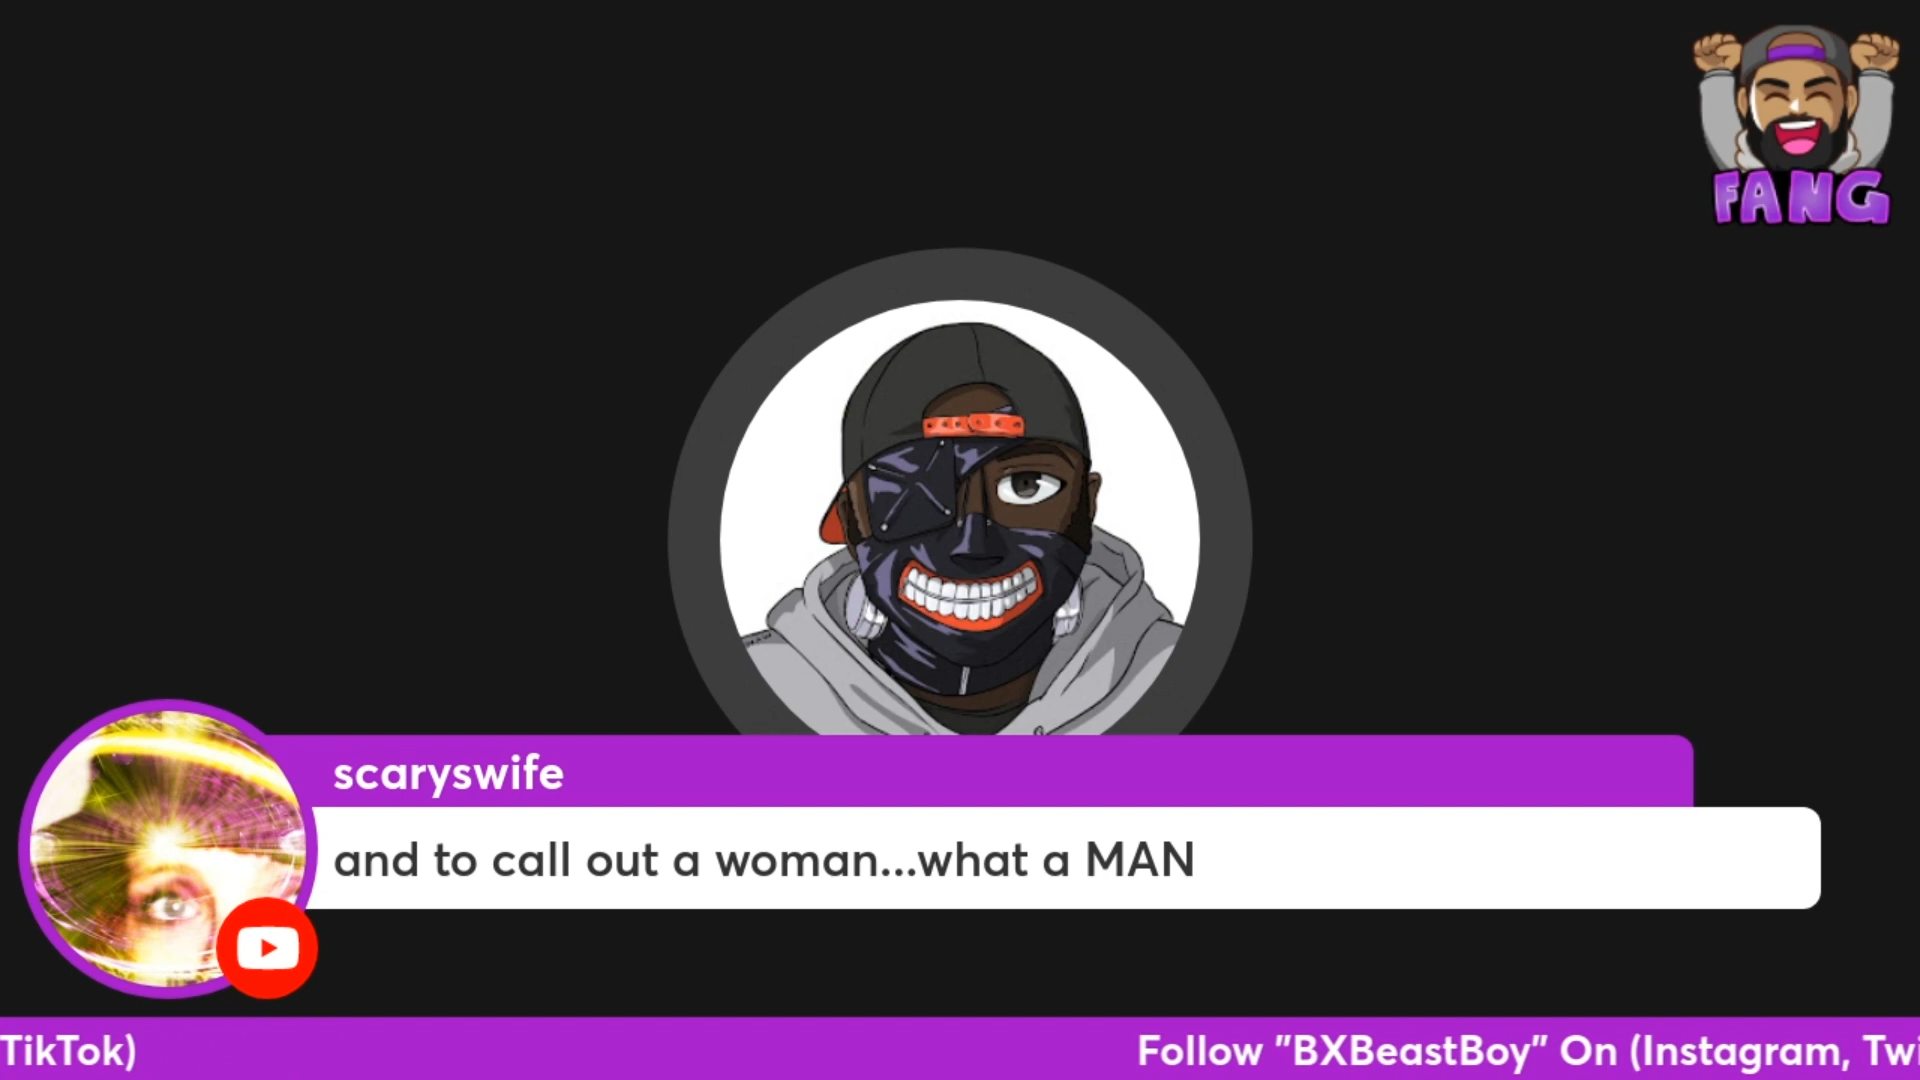 FANG
scaryswife
and to call out a woman...what a MAN
TikTok) Follow "BXBeastBoy" On (Instagram, Twi